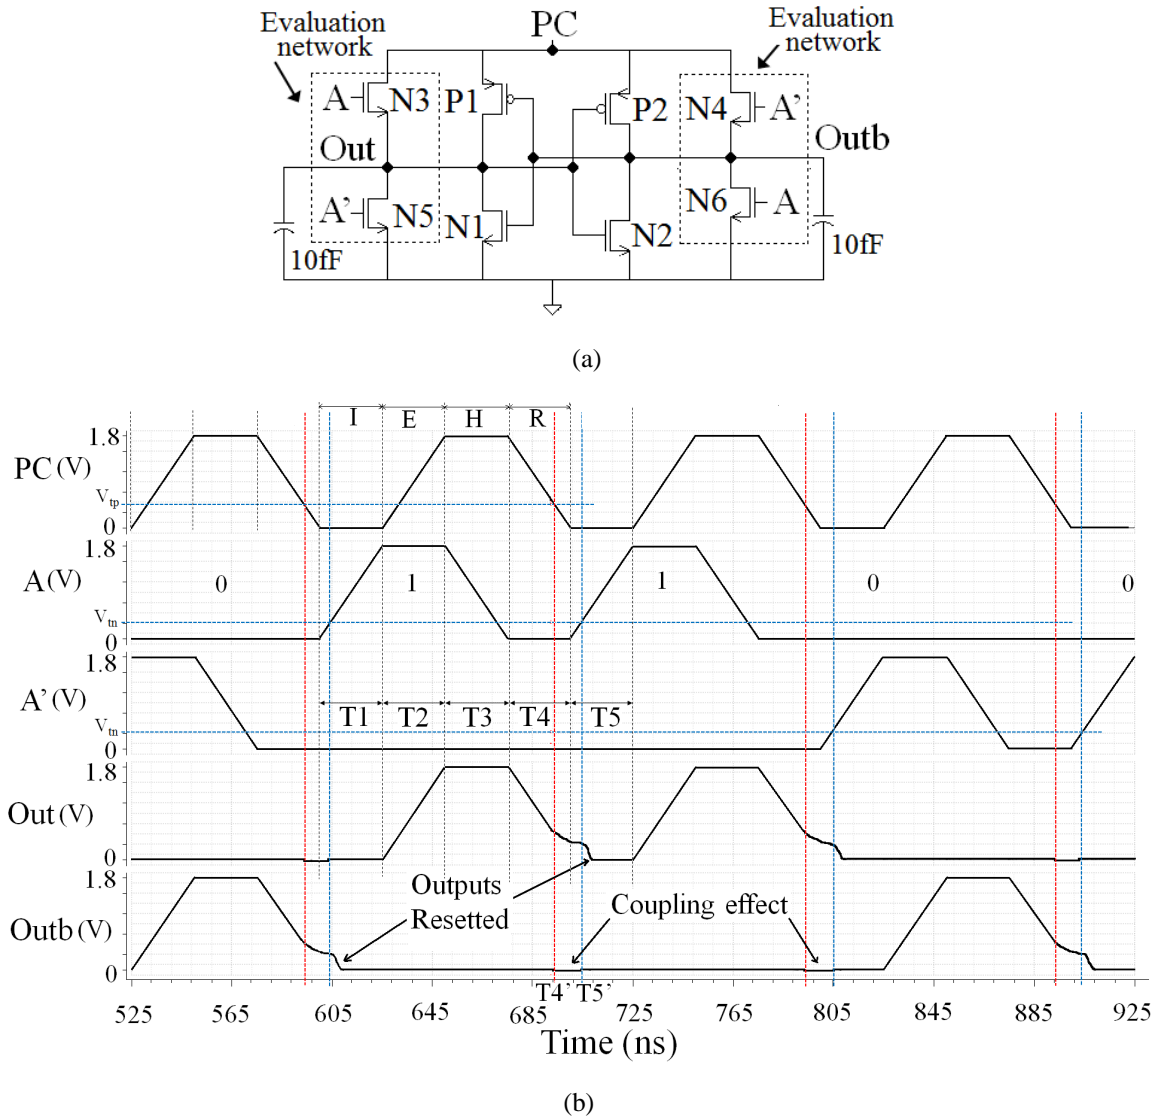 Evaluation
network
PC
Evaluation
network
A
N3
P1
P2
N4
A'
Out
Outb
A'
N5
N1
N2
N6
A
10fF
10fF
(a)
I
E
H
R
1.8
PC (V)
Vtp
0
1.8
A (V)
0
1
1
0
0
Vtn
0
1.8
A' (V)
T1
T2
T3
T4
T5
Vtn
0
1.8
Out (V)
0
1.8
Outputs
Resetted
Coupling effect
Outb (V)
0
T4'
T5'
525
565
605
645
685
725
765
805
845
885
925
Time (ns)
(b)